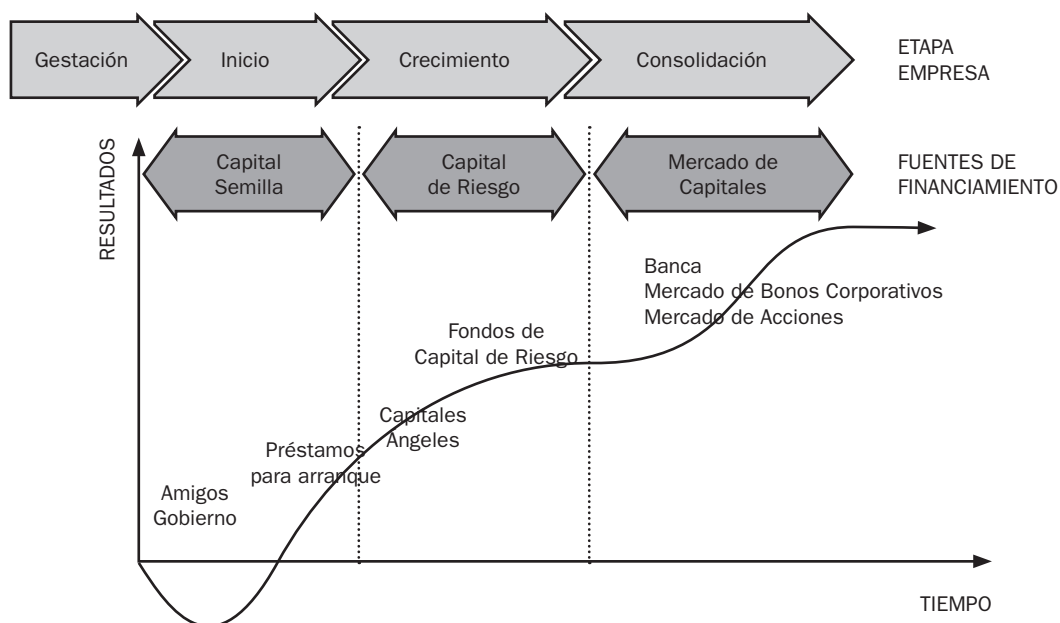 Gestación
Inicio
Crecimiento
Consolidación
ETAPA
EMPRESA
RESULTADOS
Capital
Semilla
Capital
de Riesgo
Mercado de
Capitales
FUENTES DE
FINANCIAMIENTO
Banca
Mercado de Bonos Corporativos
Mercado de Acciones
Fondos de
Capital de Riesgo
Capitales
Angeles
Préstamos
para arranque
Amigos
Gobierno
TIEMPO